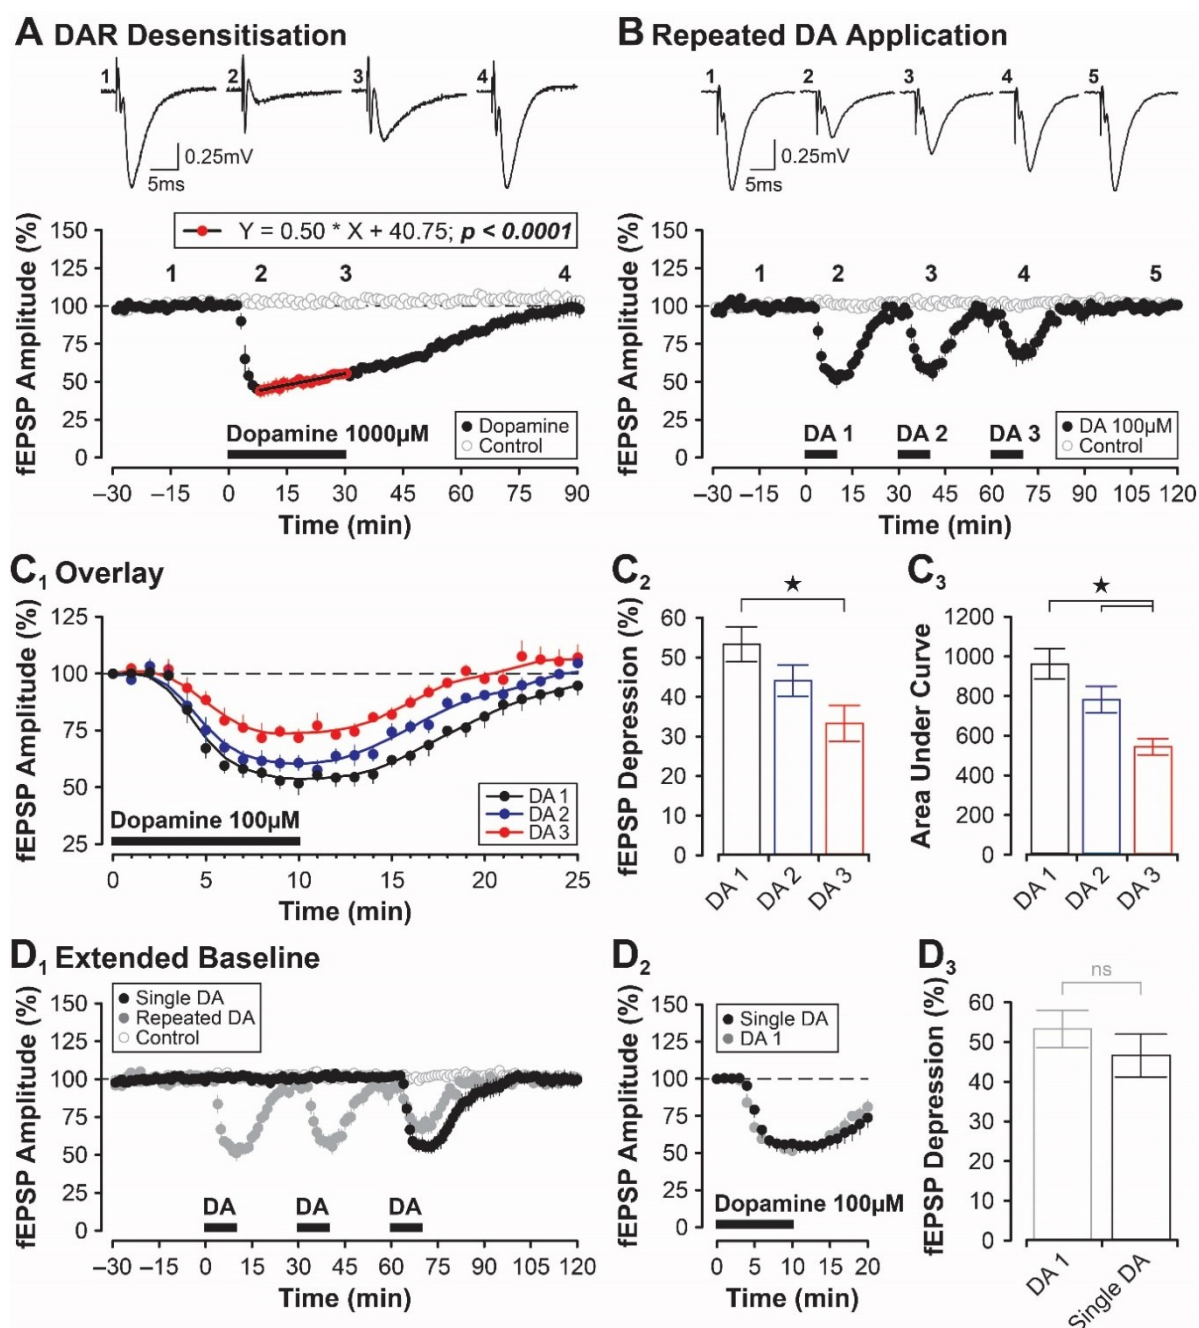 A DAR Desensitisation
1 2 3 4
0.25mV
5ms
fEPSP Amplitude (%)
150
125
100
75
50
25
0
Y = 0.50 * X + 40.75; p < 0.0001
1 2 3 4
Dopamine 1000µM
Dopamine
Control
–30 –15 0 15 30 45 60 75 90
Time (min)
B Repeated DA Application
1 2 3 4 5
0.25mV
5ms
fEPSP Amplitude (%)
150
125
100
75
50
25
0
1 2 3 4 5
DA 1 DA 2 DA 3
DA 100µM
Control
–30 –15 0 15 30 45 60 75 90 105 120
Time (min)
C1 Overlay
fEPSP Amplitude (%)
125
100
75
50
25
Dopamine 100µM
DA 1
DA 2
DA 3
0 5 10 15 20 25
Time (min)
C2
fEPSP Depression (%)
60
50
40
30
20
10
0
★
DA 1 DA 2 DA 3
C3
Area Under Curve
1200
1000
800
600
400
200
0
★
DA 1 DA 2 DA 3
D1 Extended Baseline
fEPSP Amplitude (%)
150
125
100
75
50
25
0
Single DA
Repeated DA
Control
DA DA DA
–30 –15 0 15 30 45 60 75 90 105 120
Time (min)
D2
fEPSP Amplitude (%)
150
125
100
75
50
25
0
Single DA
DA 1
Dopamine 100µM
0 5 10 15 20
Time (min)
D3
fEPSP Depression (%)
60
50
40
30
20
10
0
ns
DA 1 Single DA